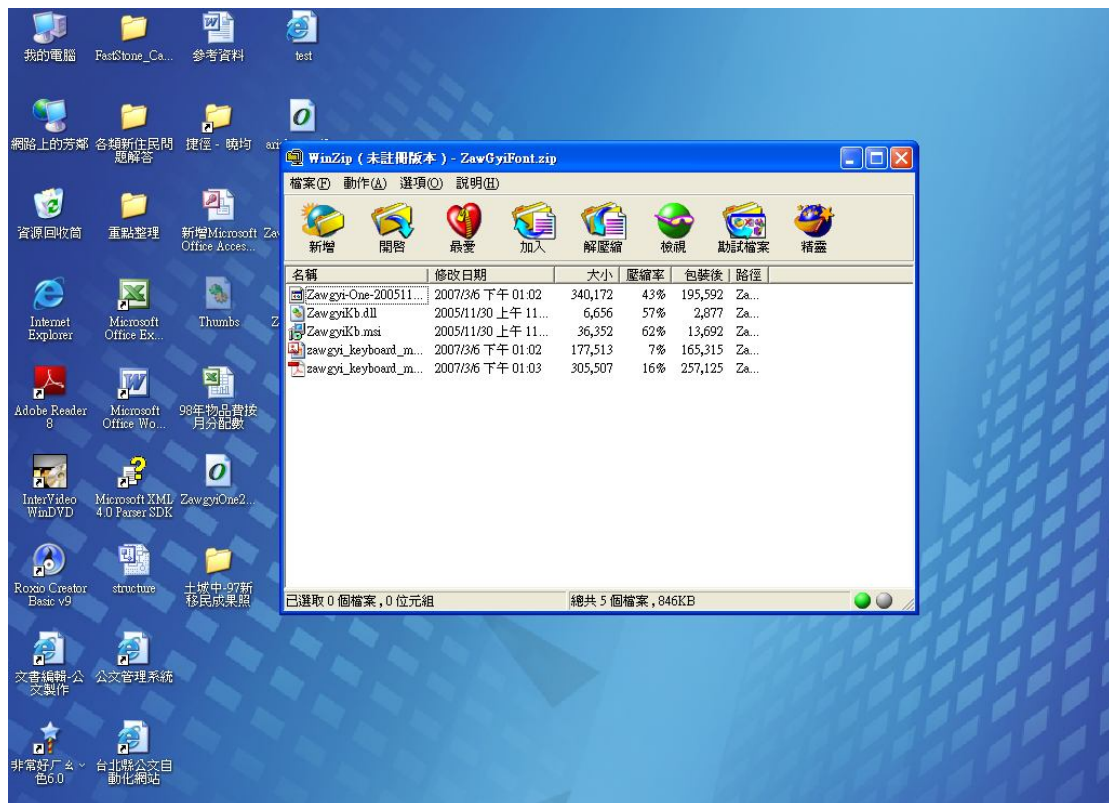 我的電腦
FastStone_Ca...
參考資料
test
網路上的芳鄰
各類新住民問
題解答
捷徑 - 曉均
資源回收筒
重點整理
新增Microsoft
Office Acces...
Internet
Explorer
Microsoft
Office Ex...
Thumbs
Z
Adobe Reader
8
Microsoft
Office Wo...
98年物品費按
月分配數
InterVideo
WinDVD
Microsoft XML
4.0 Parser SDK
ZawgyiOne2...
Roxio Creator
Basic v9
structure
土城中-97新
移民成果照
文書編輯-公
文製作
公文管理系統
非常好ㄏㄠˇ
色6.0
台北縣公文自
動化網站
WinZip (未註冊版本) - ZawGyiFont.zip
檔案(F) 動作(A) 選項(O) 說明(H)
新增 開啓 最愛 加入 解壓縮 檢視 勘試檔案 精靈
名稱 修改日期 大小 壓縮率 包裝後 路徑
Zawgyi-One-200511... 2007/3/6 下午 01:02 340,172 43% 195,592 Za...
ZawgyiKb.dll 2005/11/30 上午 11... 6,656 57% 2,877 Za...
ZawgyiKb.msi 2005/11/30 上午 11... 36,352 62% 13,692 Za...
zawgyi_keyboard_m... 2007/3/6 下午 01:02 177,513 7% 165,315 Za...
zawgyi_keyboard_m... 2007/3/6 下午 01:03 305,507 16% 257,125 Za...
已選取 0 個檔案, 0 位元組
總共 5 個檔案, 846KB